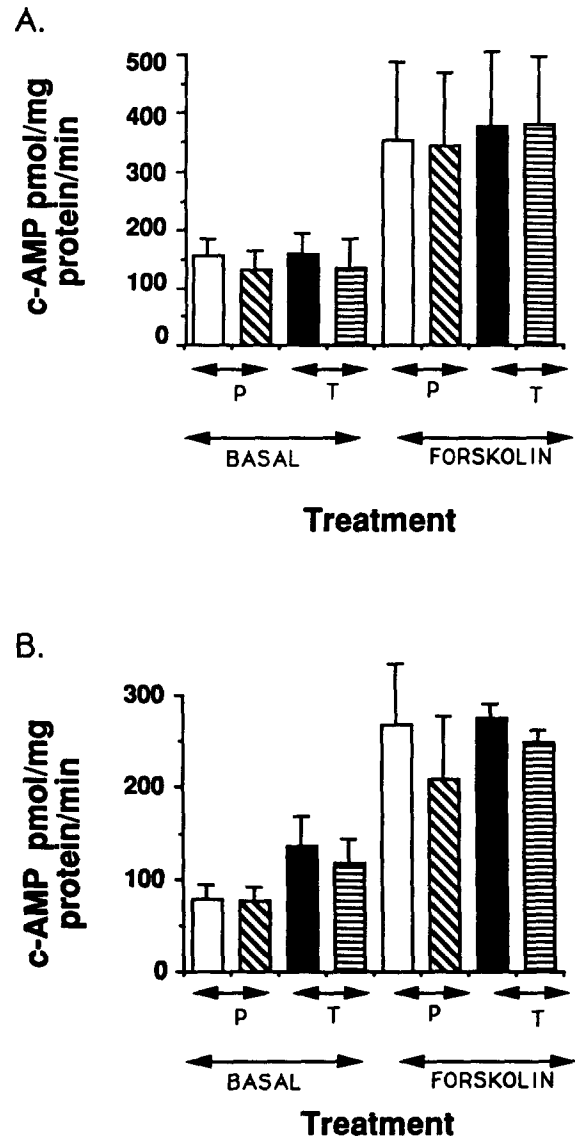 A.
c-AMP pmol/mg
protein/min
500
400
300
200
100
0
P
T
P
T
BASAL
FORSKOLIN
Treatment
B.
c-AMP pmol/mg
protein/min
300
200
100
0
P
T
P
T
BASAL
FORSKOLIN
Treatment